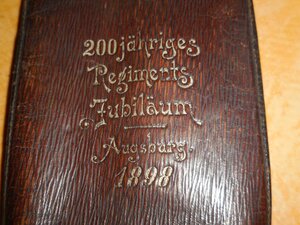 200jähriges
Regiments
Jubiläum
Augsburg.
1898